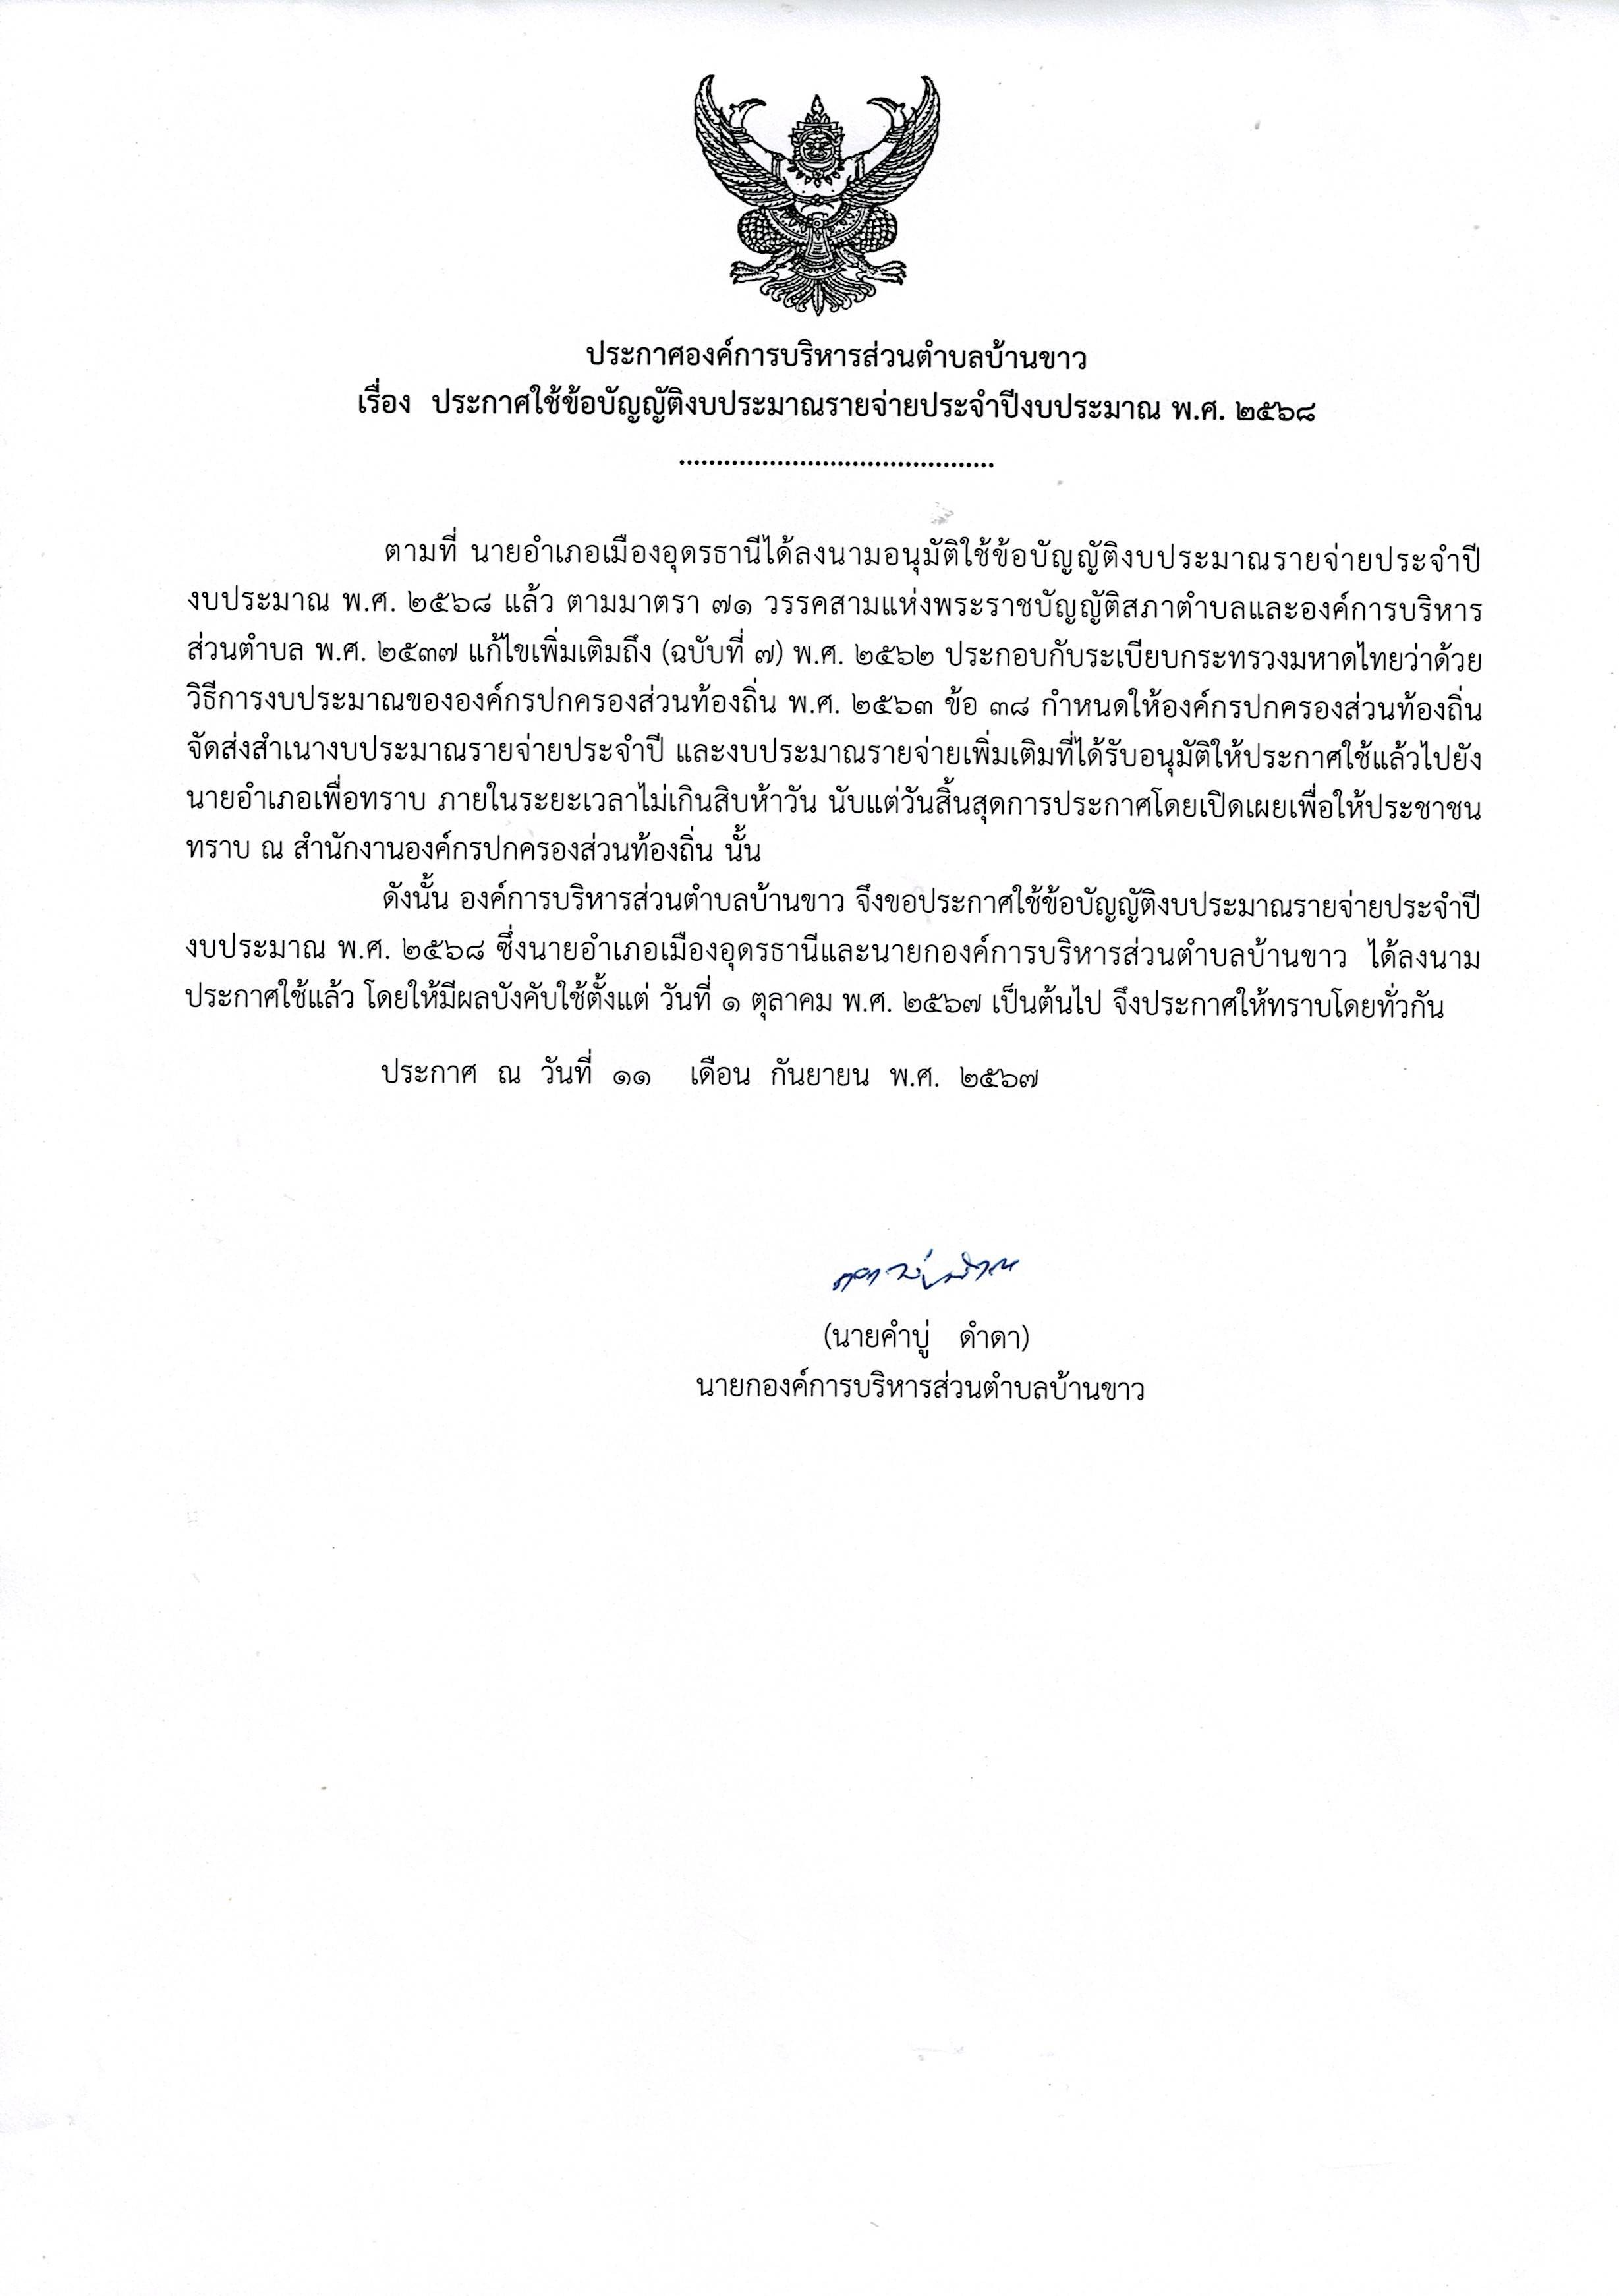 ประกาศองค์การบริหารส่วนตำบลบ้านขาว
เรื่อง ประกาศใช้ข้อบัญญัติงบประมาณรายจ่ายประจำปีงบประมาณ พ.ศ. ๒๕๖๘
..........................................
ตามที่ นายอำเภอเมืองอุดรธานีได้ลงนามอนุมัติใช้ข้อบัญญัติงบประมาณรายจ่ายประจำปี
งบประมาณ พ.ศ. ๒๕๖๘ แล้ว ตามมาตรา ๗๑ วรรคสามแห่งพระราชบัญญัติสภาตำบลและองค์การบริหาร
ส่วนตำบล พ.ศ. ๒๕๓๗ แก้ไขเพิ่มเติมถึง (ฉบับที่ ๗) พ.ศ. ๒๕๖๒ ประกอบกับระเบียบกระทรวงมหาดไทยว่าด้วย
วิธีการงบประมาณขององค์กรปกครองส่วนท้องถิ่น พ.ศ. ๒๕๖๓ ข้อ ๓๘ กำหนดให้องค์กรปกครองส่วนท้องถิ่น
จัดส่งสำเนางบประมาณรายจ่ายประจำปี และงบประมาณรายจ่ายเพิ่มเติมที่ได้รับอนุมัติให้ประกาศใช้แล้วไปยัง
นายอำเภอเพื่อทราบ ภายในระยะเวลาไม่เกินสิบห้าวัน นับแต่วันสิ้นสุดการประกาศโดยเปิดเผยเพื่อให้ประชาชน
ทราบ ณ สำนักงานองค์กรปกครองส่วนท้องถิ่น นั้น
ดังนั้น องค์การบริหารส่วนตำบลบ้านขาว จึงขอประกาศใช้ข้อบัญญัติงบประมาณรายจ่ายประจำปี
งบประมาณ พ.ศ. ๒๕๖๘ ซึ่งนายอำเภอเมืองอุดรธานีและนายกองค์การบริหารส่วนตำบลบ้านขาว ได้ลงนาม
ประกาศใช้แล้ว โดยให้มีผลบังคับใช้ตั้งแต่ วันที่ ๑ ตุลาคม พ.ศ. ๒๕๖๗ เป็นต้นไป จึงประกาศให้ทราบโดยทั่วกัน
ประกาศ ณ วันที่ ๑๑ เดือน กันยายน พ.ศ. ๒๕๖๗
(นายคำบู่ ดำดา)
นายกองค์การบริหารส่วนตำบลบ้านขาว